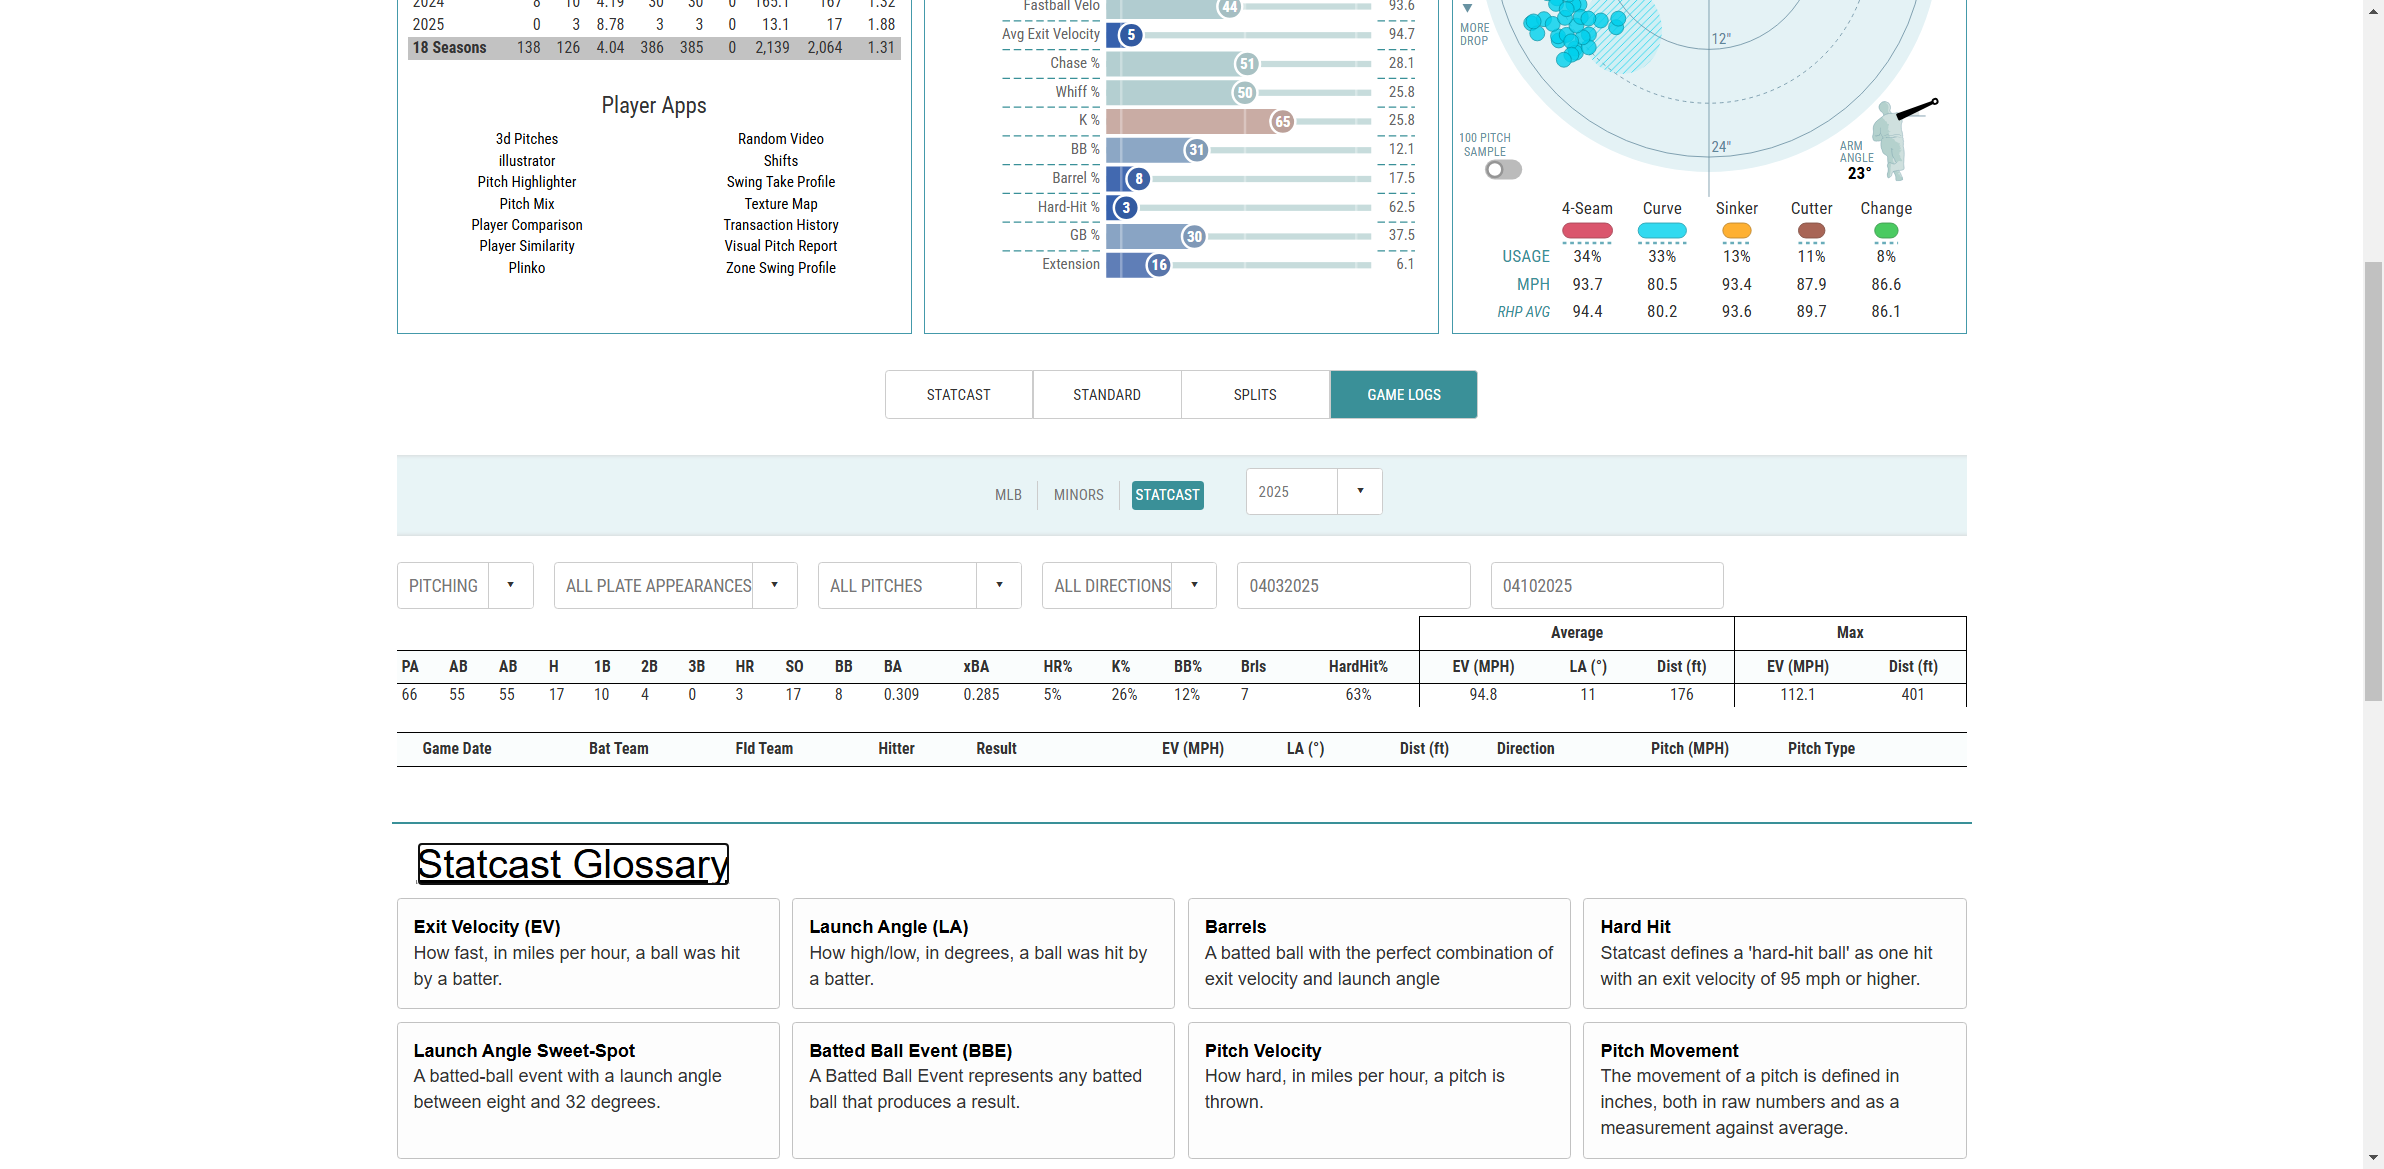 2024 8 10 4.19 30 30 0 165.1 167 1.32
2025 0 3 8.78 3 3 0 13.1 17 1.88
18 Seasons 138 126 4.04 386 385 0 2,139 2,064 1.31
Player Apps
3d Pitches Random Video
illustrator Shifts
Pitch Highlighter Swing Take Profile
Pitch Mix Texture Map
Player Comparison Transaction History
Player Similarity Visual Pitch Report
Plinko Zone Swing Profile
Fastball Velo 44 93.6
Avg Exit Velocity 5 94.7
Chase % 51 28.1
Whiff % 50 25.8
K % 65 25.8
BB % 31 12.1
Barrel % 8 17.5
Hard-Hit % 3 62.5
GB % 30 37.5
Extension 16 6.1
MORE
DROP
12"
24"
100 PITCH
SAMPLE
ARM
ANGLE
23°
4-Seam Curve Sinker Cutter Change
USAGE 34% 33% 13% 11% 8%
MPH 93.7 80.5 93.4 87.9 86.6
RHP AVG 94.4 80.2 93.6 89.7 86.1
STATCAST STANDARD SPLITS GAME LOGS
MLB MINORS STATCAST 2025
PITCHING ALL PLATE APPEARANCES ALL PITCHES ALL DIRECTIONS 04032025 04102025
Average Max
PA AB AB H 1B 2B 3B HR SO BB BA xBA HR% K% BB% Brls HardHit% EV (MPH) LA (°) Dist (ft) EV (MPH) Dist (ft)
66 55 55 17 10 4 0 3 17 8 0.309 0.285 5% 26% 12% 7 63% 94.8 11 176 112.1 401
Game Date Bat Team Fld Team Hitter Result EV (MPH) LA (°) Dist (ft) Direction Pitch (MPH) Pitch Type
Statcast Glossary
Exit Velocity (EV)
How fast, in miles per hour, a ball was hit
by a batter.
Launch Angle (LA)
How high/low, in degrees, a ball was hit by
a batter.
Barrels
A batted ball with the perfect combination of
exit velocity and launch angle
Hard Hit
Statcast defines a 'hard-hit ball' as one hit
with an exit velocity of 95 mph or higher.
Launch Angle Sweet-Spot
A batted-ball event with a launch angle
between eight and 32 degrees.
Batted Ball Event (BBE)
A Batted Ball Event represents any batted
ball that produces a result.
Pitch Velocity
How hard, in miles per hour, a pitch is
thrown.
Pitch Movement
The movement of a pitch is defined in
inches, both in raw numbers and as a
measurement against average.